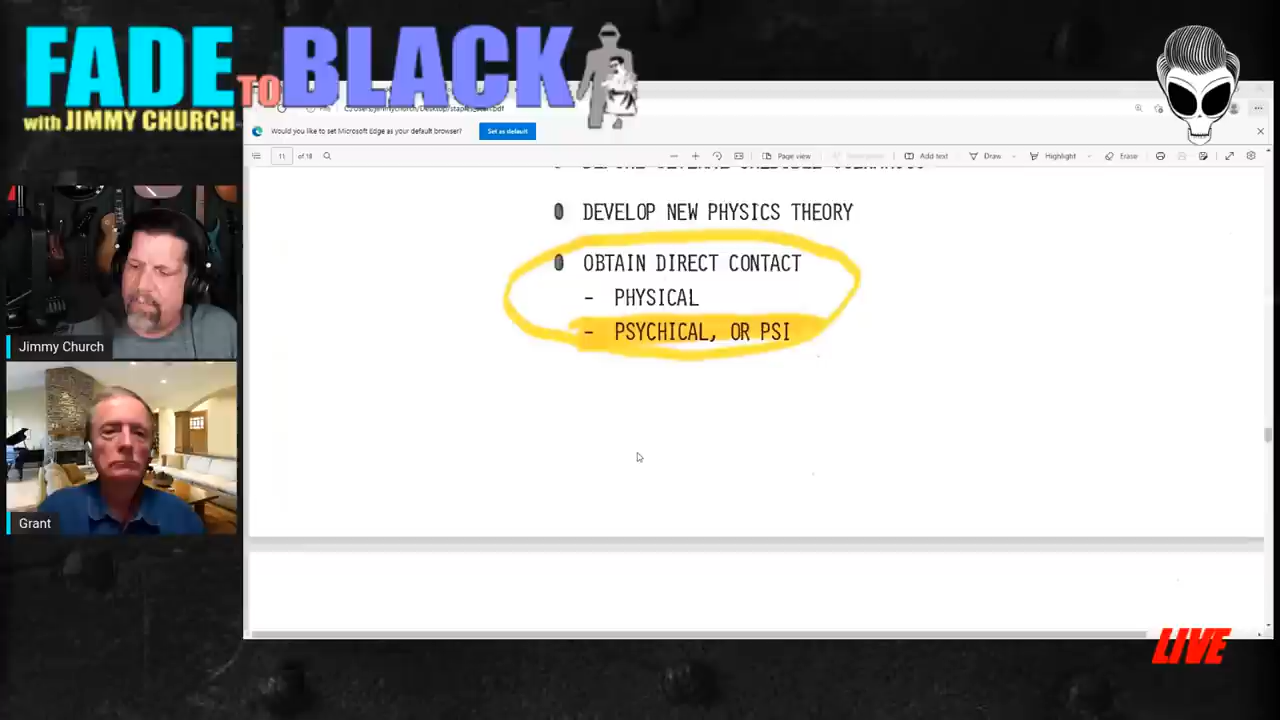 FADE TO BLACK
with JIMMY CHURCH
Would you like to set Microsoft Edge as your default browser?
Set as default
11 of 18
Page view
Add text
Draw
Highlight
Erase
DEVELOP NEW PHYSICS THEORY
OBTAIN DIRECT CONTACT
- PHYSICAL
- PSYCHICAL, OR PSI
Jimmy Church
Grant
LIVE